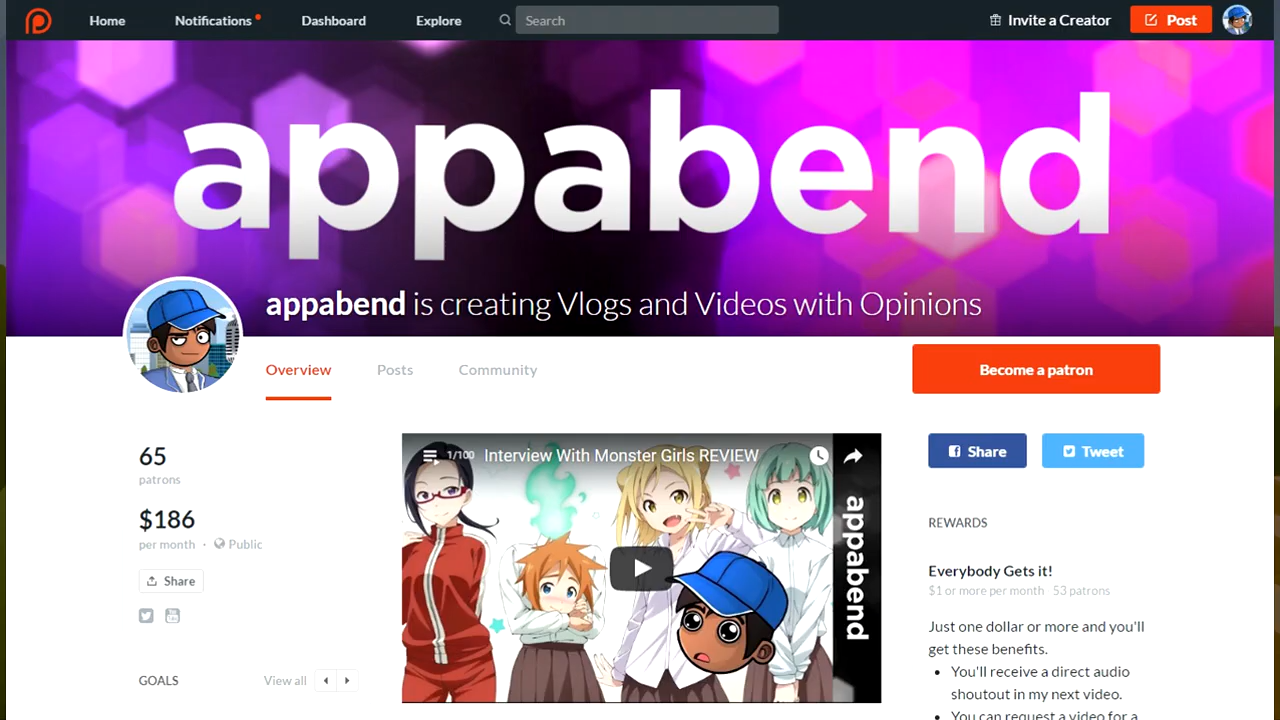 Home Notifications Dashboard Explore Search Invite a Creator Post
appabend
appabend is creating Vlogs and Videos with Opinions
Overview Posts Community Become a patron
65
patrons
$186
per month · Public
Share
GOALS View all
1/100 Interview With Monster Girls REVIEW
appabend
Share Tweet
REWARDS
Everybody Gets it!
$1 or more per month 53 patrons
Just one dollar or more and you'll
get these benefits.
• You'll receive a direct audio
shoutout in my next video.
• You can request a video for a